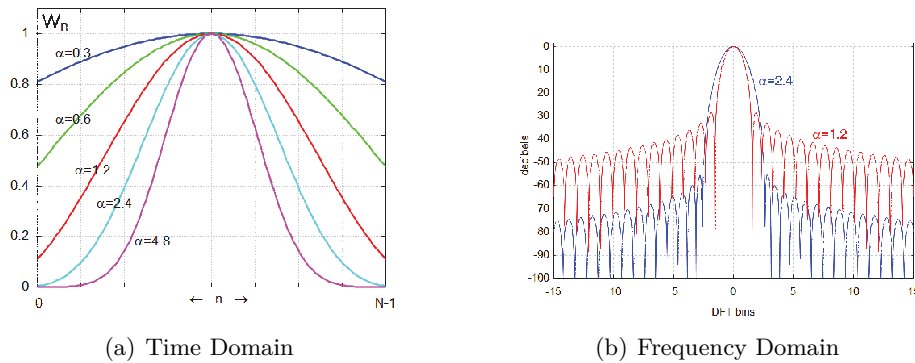 W_R
1
0.8
0.6
0.4
0.2
0
α=0.3
α=0.6
α=1.2
α=2.4
α=4.8
0
← n →
N-1
(a) Time Domain
0
10
20
30
40
-50
-60
-70
-80
-90
-100
decibels
α=2.4
α=1.2
-15
-10
5
0
5
10
15
DFT bins
(b) Frequency Domain